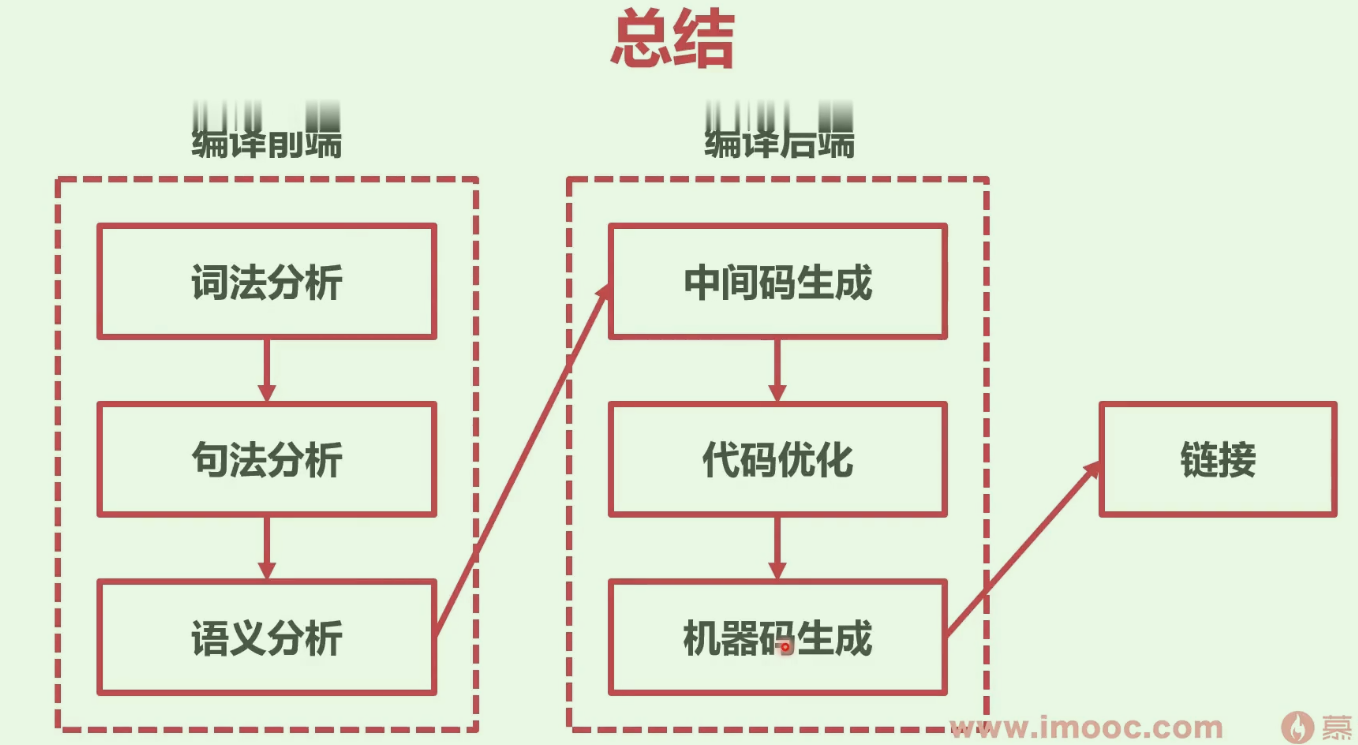 总结
编译前端
编译后端
词法分析
中间码生成
句法分析
代码优化
链接
语义分析
机器码生成
www.imooc.com
慕